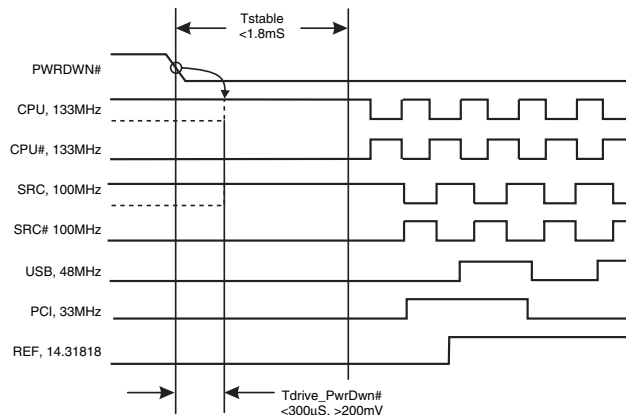 Tstable
<1.8mS
PWRDWN#
CPU, 133MHz
CPU#, 133MHz
SRC, 100MHz
SRC# 100MHz
USB, 48MHz
PCI, 33MHz
REF, 14.31818
Tdrive_PwrDwn#
<300µS, >200mV